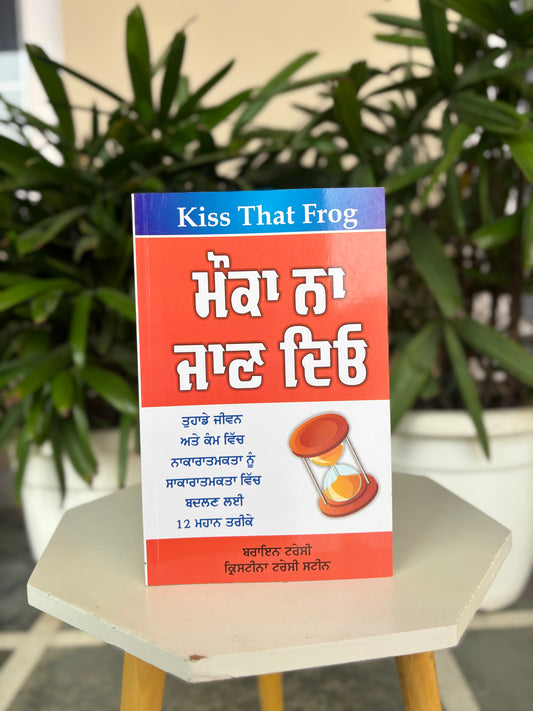 Kiss That Frog
ਮੌਕਾ ਨਾ
ਜਾਣ ਦਿਓ
ਤੁਹਾਡੇ ਜੀਵਨ
ਅਤੇ ਕੰਮ ਵਿੱਚ
ਨਾਕਾਰਾਤਮਕਤਾ ਨੂੰ
ਸਾਕਾਰਾਤਮਕਤਾ ਵਿੱਚ
ਬਦਲਣ ਲਈ
12 ਮਹਾਨ ਤਰੀਕੇ
ਬਰਾਇਨ ਟਰੇਸੀ
ਕ੍ਰਿਸਟੀਨਾ ਟਰੇਸੀ ਸਟੀਨ